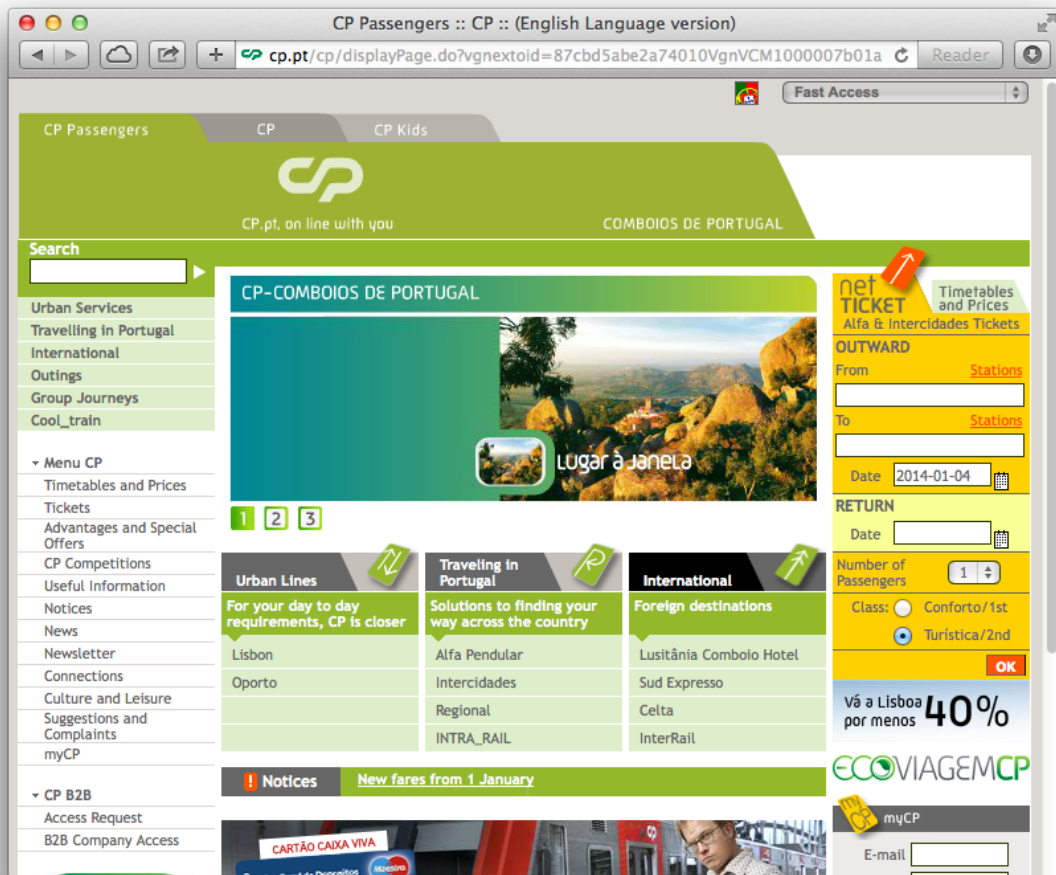 CP Passengers :: CP :: (English Language version)
cp.pt/cp/displayPage.do?vgnextoid=87cbd5abe2a74010VgnVCM1000007b01a
Reader
Fast Access
CP Passengers
CP
CP Kids
CP.pt, on line with you
COMBOIOS DE PORTUGAL
Search
Urban Services
Travelling in Portugal
International
Outings
Group Journeys
Cool_train
Menu CP
Timetables and Prices
Tickets
Advantages and Special
Offers
CP Competitions
Useful Information
Notices
News
Newsletter
Connections
Culture and Leisure
Suggestions and
Complaints
myCP
CP B2B
Access Request
B2B Company Access
CP-COMBOIOS DE PORTUGAL
LUGAR À JANELA
1 2 3
Urban Lines
For your day to day
requirements, CP is closer
Lisbon
Oporto
Traveling in
Portugal
Solutions to finding your
way across the country
Alfa Pendular
Intercidades
Regional
INTRA_RAIL
International
Foreign destinations
Lusitânia Comboio Hotel
Sud Expresso
Celta
InterRail
! Notices
New fares from 1 January
CARTÃO CAIXA VIVA
Maestro
net
TICKET
Timetables
and Prices
Alfa & Intercidades Tickets
OUTWARD
From
Stations
To
Stations
Date 2014-01-04
RETURN
Date
Number of
Passengers
1
Class: Conforto/1st
Turística/2nd
OK
Vá a Lisboa
por menos 40%
ECOVIAGEMCP
my
CP
myCP
E-mail